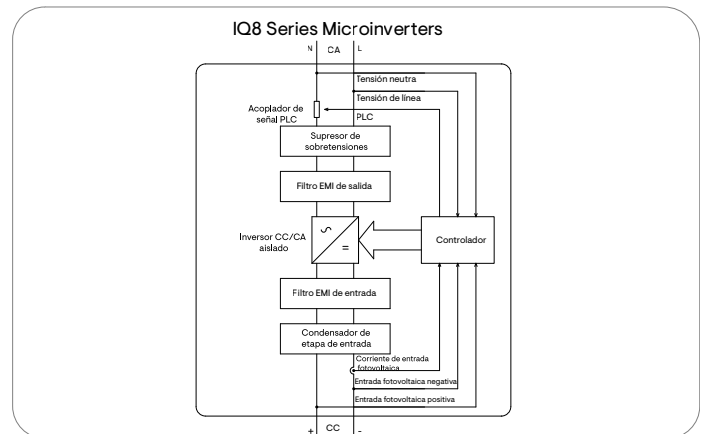 IQ8 Series Microinverters
N CA L
Tensión neutra
Tensión de línea
Acoplador de
señal PLC
PLC
Supresor de
sobretensiones
Filtro EMI de salida
Inversor CC/CA
aislado
Controlador
Filtro EMI de entrada
Condensador de
etapa de entrada
Corriente de entrada
fotovoltaica
Entrada fotovoltaica negativa
Entrada fotovoltaica positiva
+ CC -